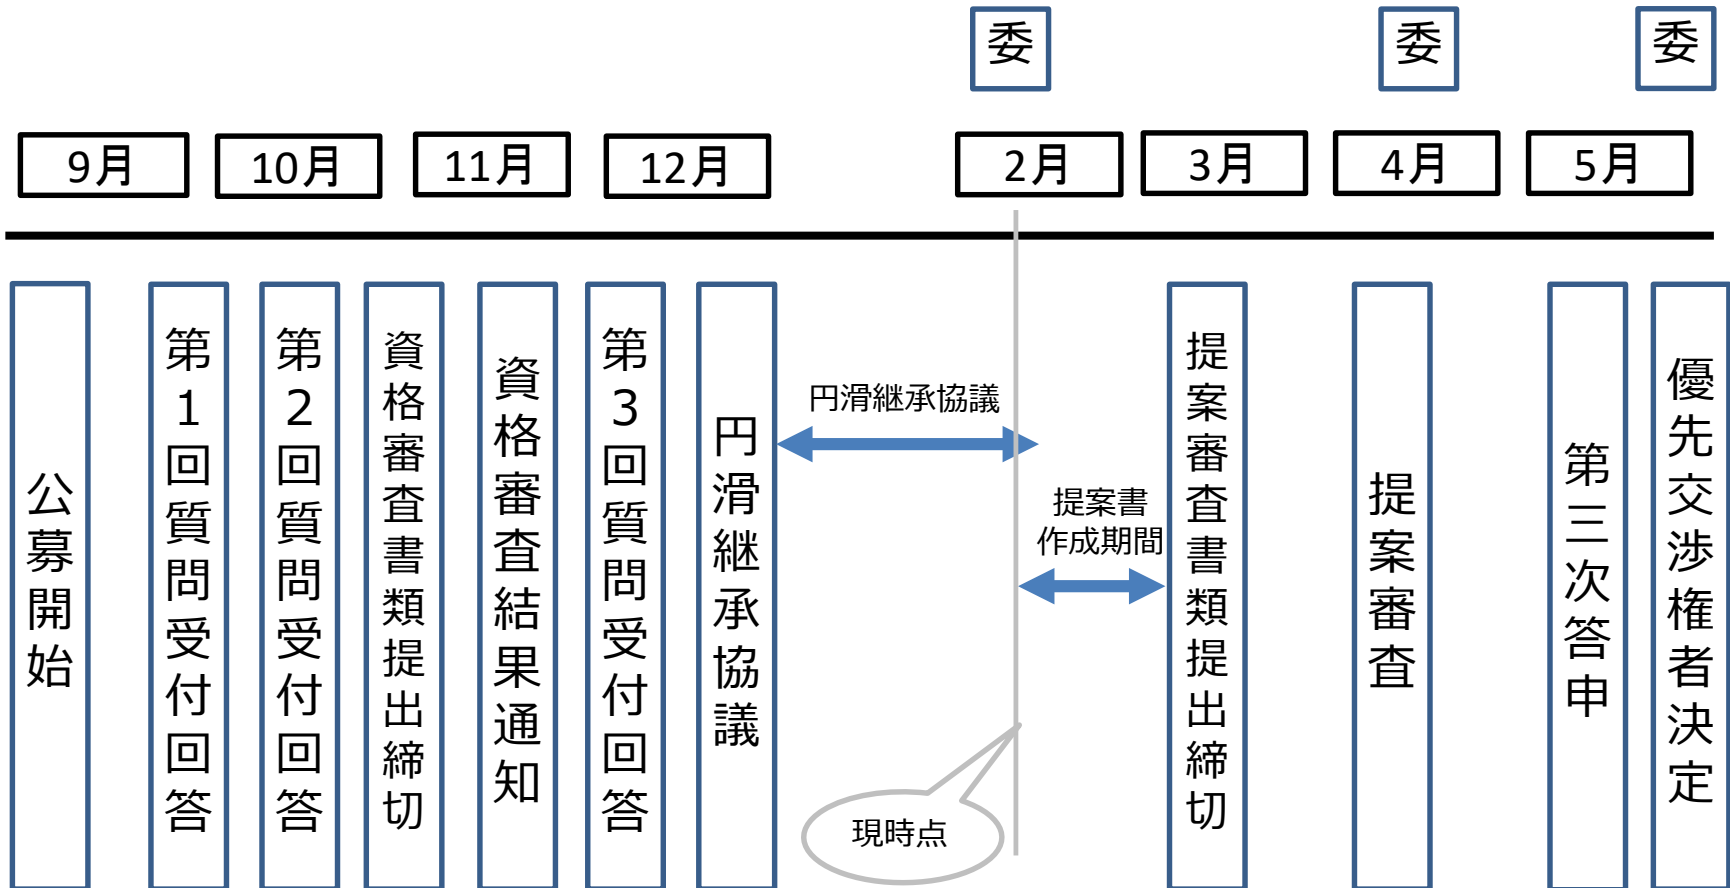 委
委
委
9月
10月
11月
12月
2月
3月
4月
5月
公募開始
第1回質問受付回答
第2回質問受付回答
資格審査書類提出締切
資格審査結果通知
第3回質問受付回答
円滑継承協議
円滑継承協議
提案書
作成期間
現時点
提案審査書類提出締切
提案審査
第三次答申
優先交渉権者決定